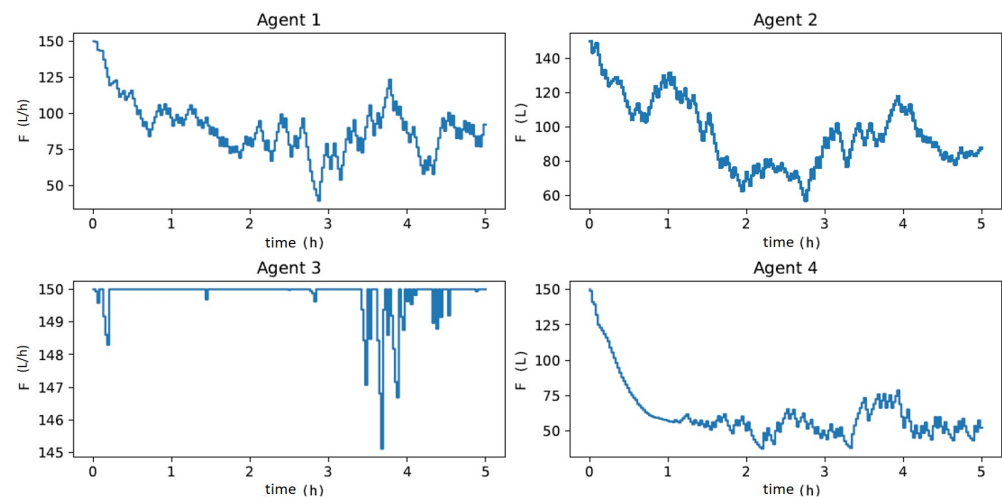 Agent 1
150
125
100
75
50
F (L/h)
0 1 2 3 4 5
time (h)
Agent 2
140
120
100
80
60
F (L)
0 1 2 3 4 5
time (h)
Agent 3
150
149
148
147
146
145
F (L/h)
0 1 2 3 4 5
time (h)
Agent 4
150
125
100
75
50
F (L)
0 1 2 3 4 5
time (h)